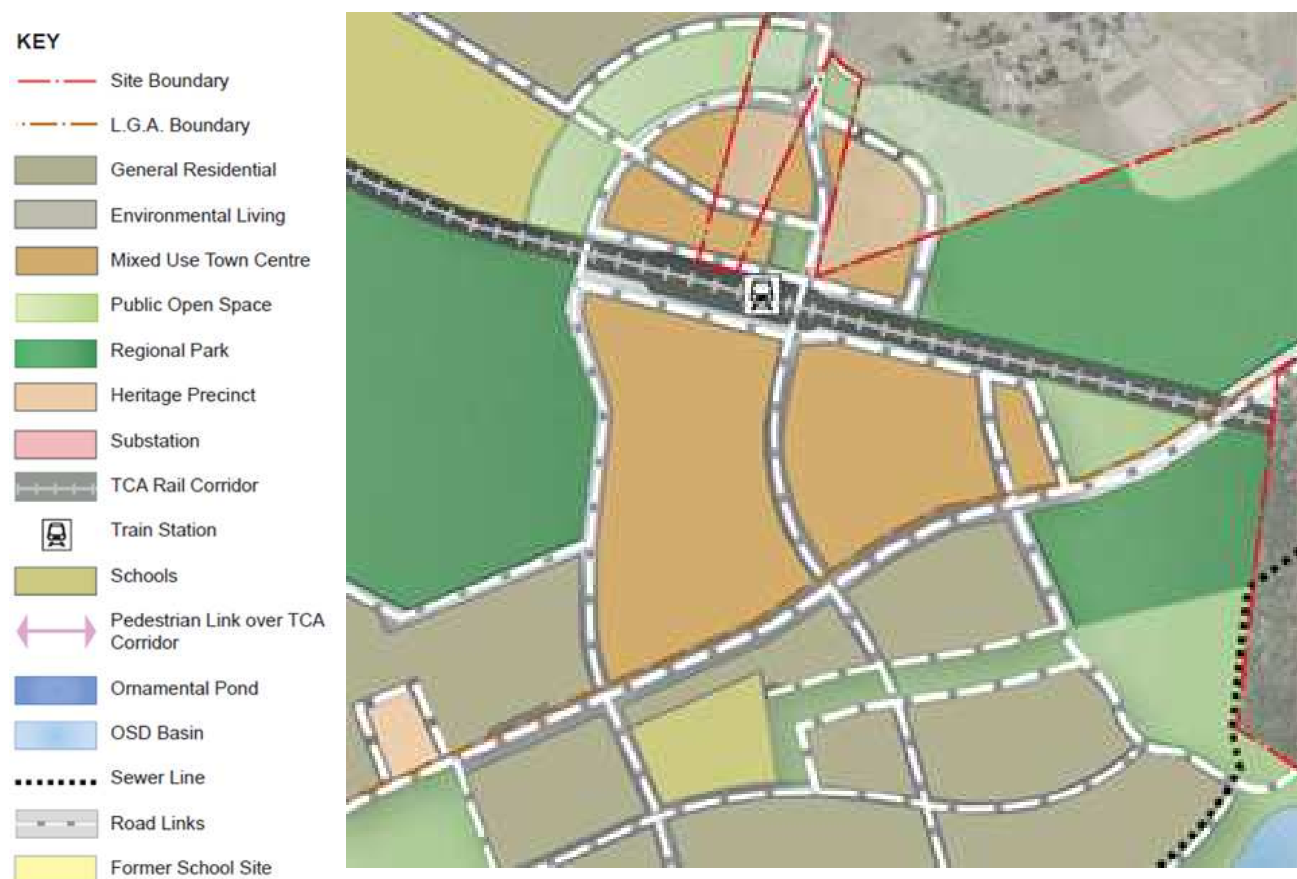 KEY
Site Boundary
L.G.A. Boundary
General Residential
Environmental Living
Mixed Use Town Centre
Public Open Space
Regional Park
Heritage Precinct
Substation
TCA Rail Corridor
Train Station
Schools
Pedestrian Link over TCA
Corridor
Ornamental Pond
OSD Basin
Sewer Line
Road Links
Former School Site